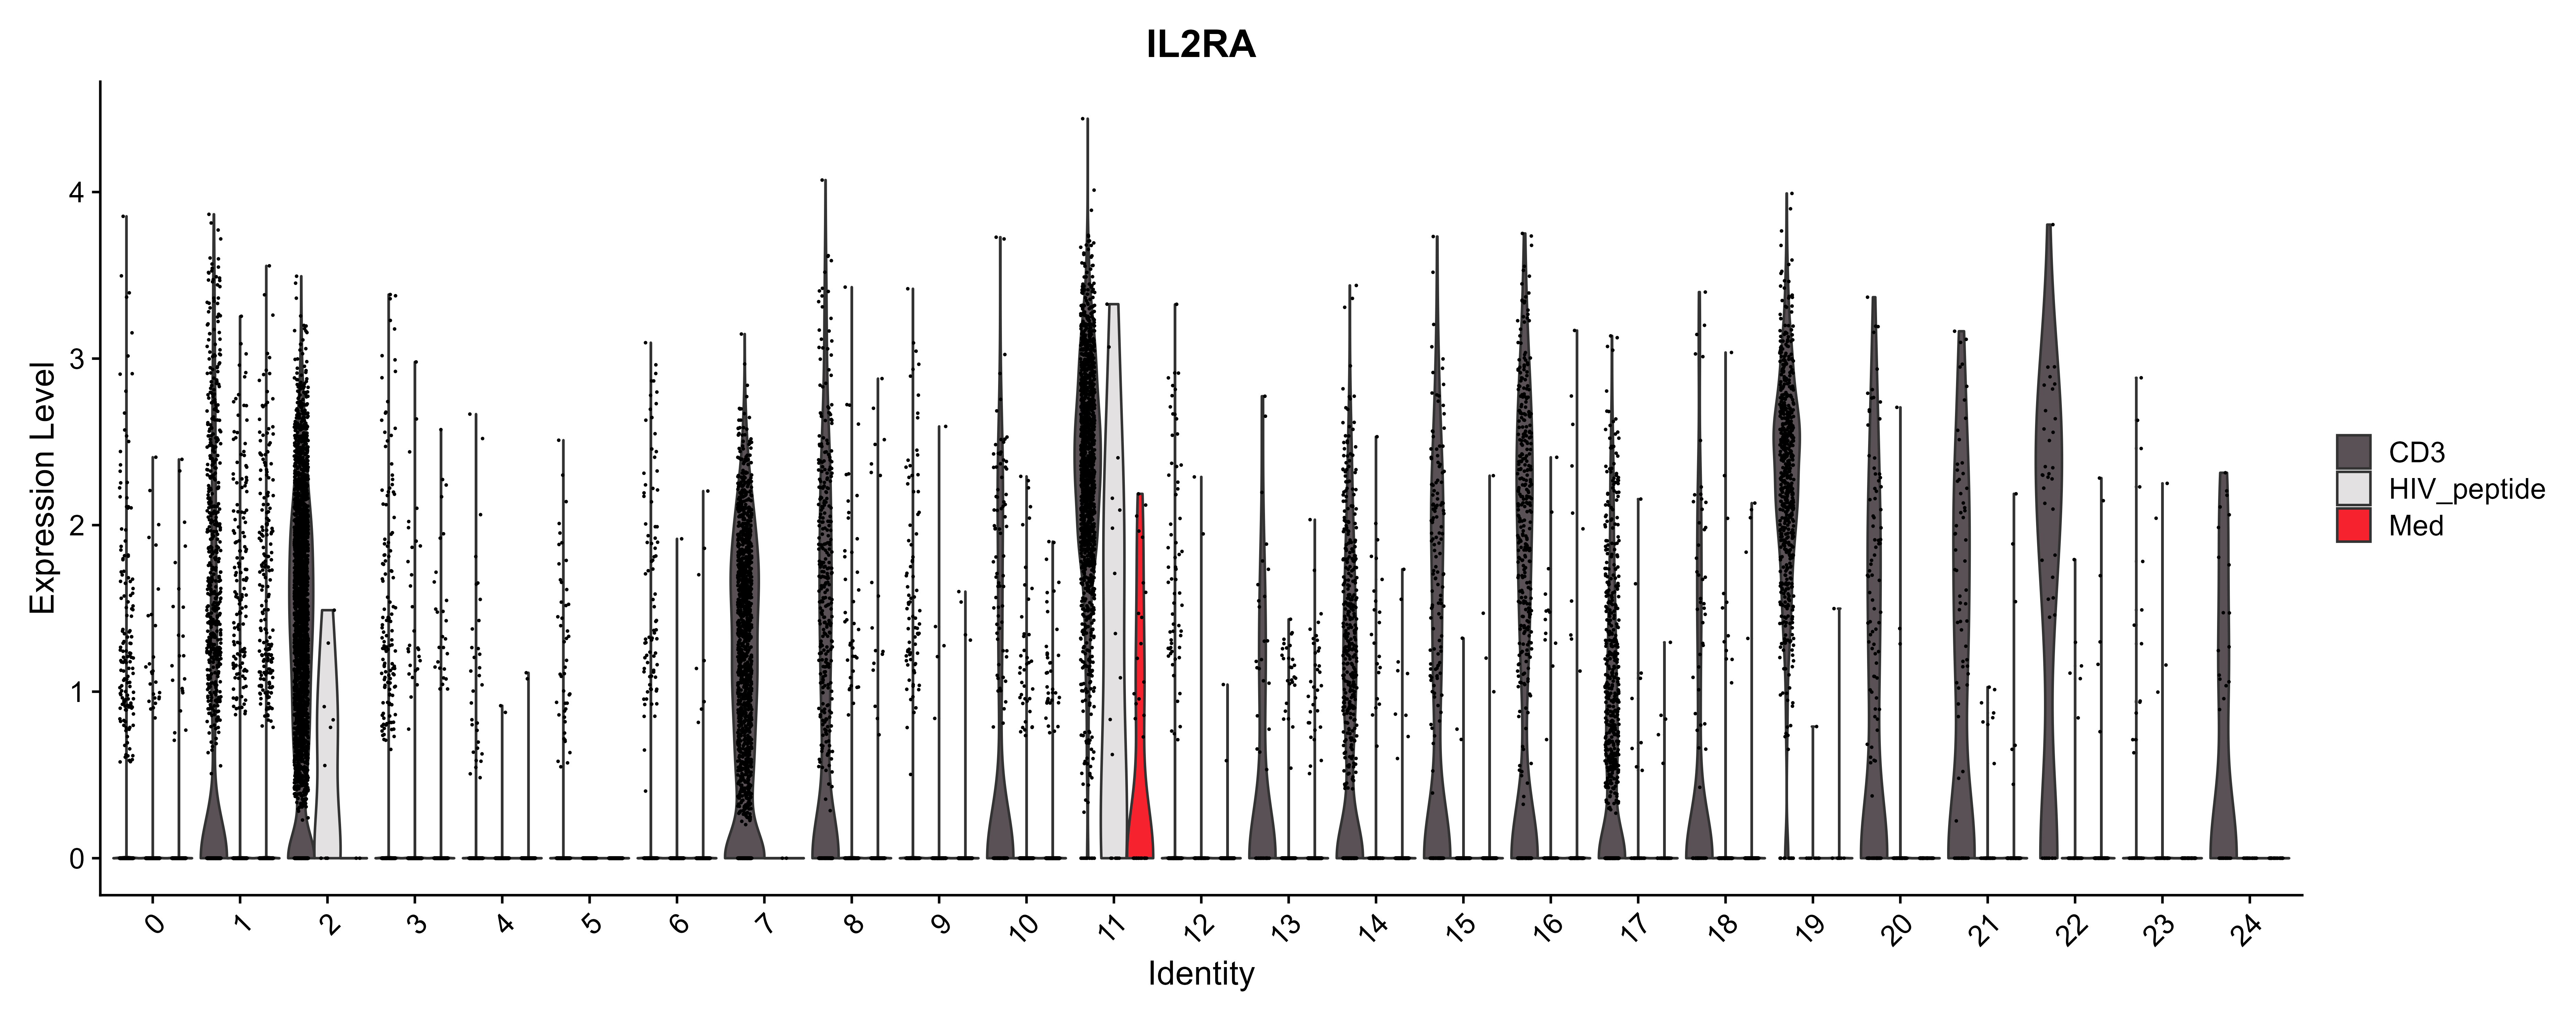 IL2RA
Expression Level
4
3
2
1
0
0 1 2 3 4 5 6 7 8 9 10 11 12 13 14 15 16 17 18 19 20 21 22 23 24
Identity
CD3
HIV_peptide
Med